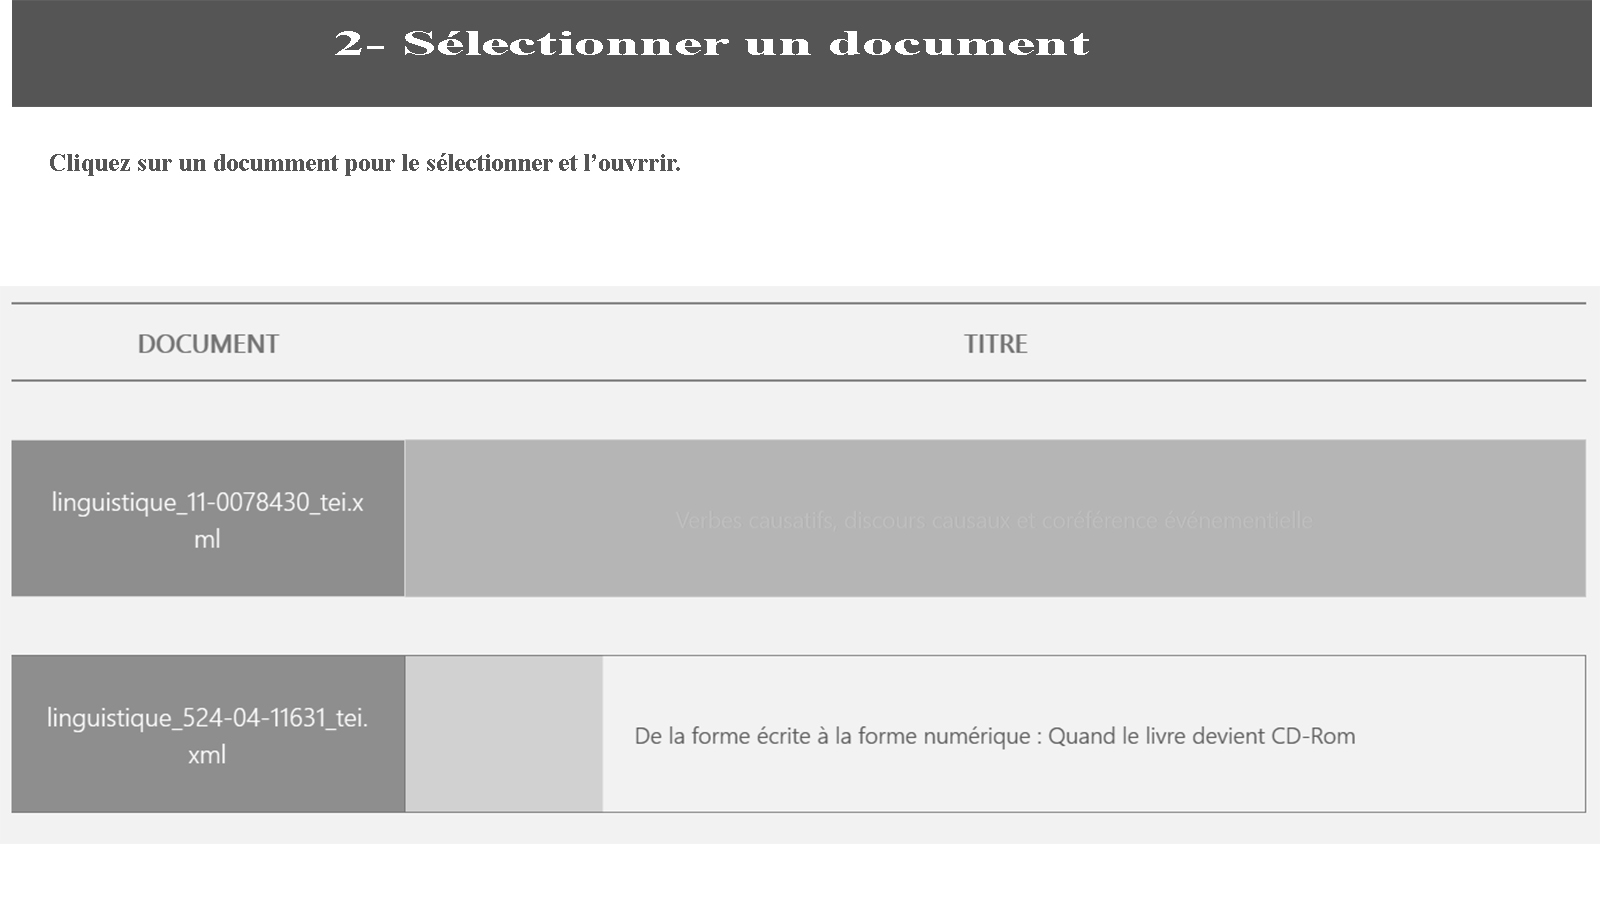 2- Sélectionner un document
Cliquez sur un documment pour le sélectionner et l’ouvrrir.
DOCUMENT TITRE
linguistique_11-0078430_tei.x
ml
Verbes causatifs, discours causaux et coréférence événementielle
linguistique_524-04-11631_tei.
xml
De la forme écrite à la forme numérique : Quand le livre devient CD-Rom